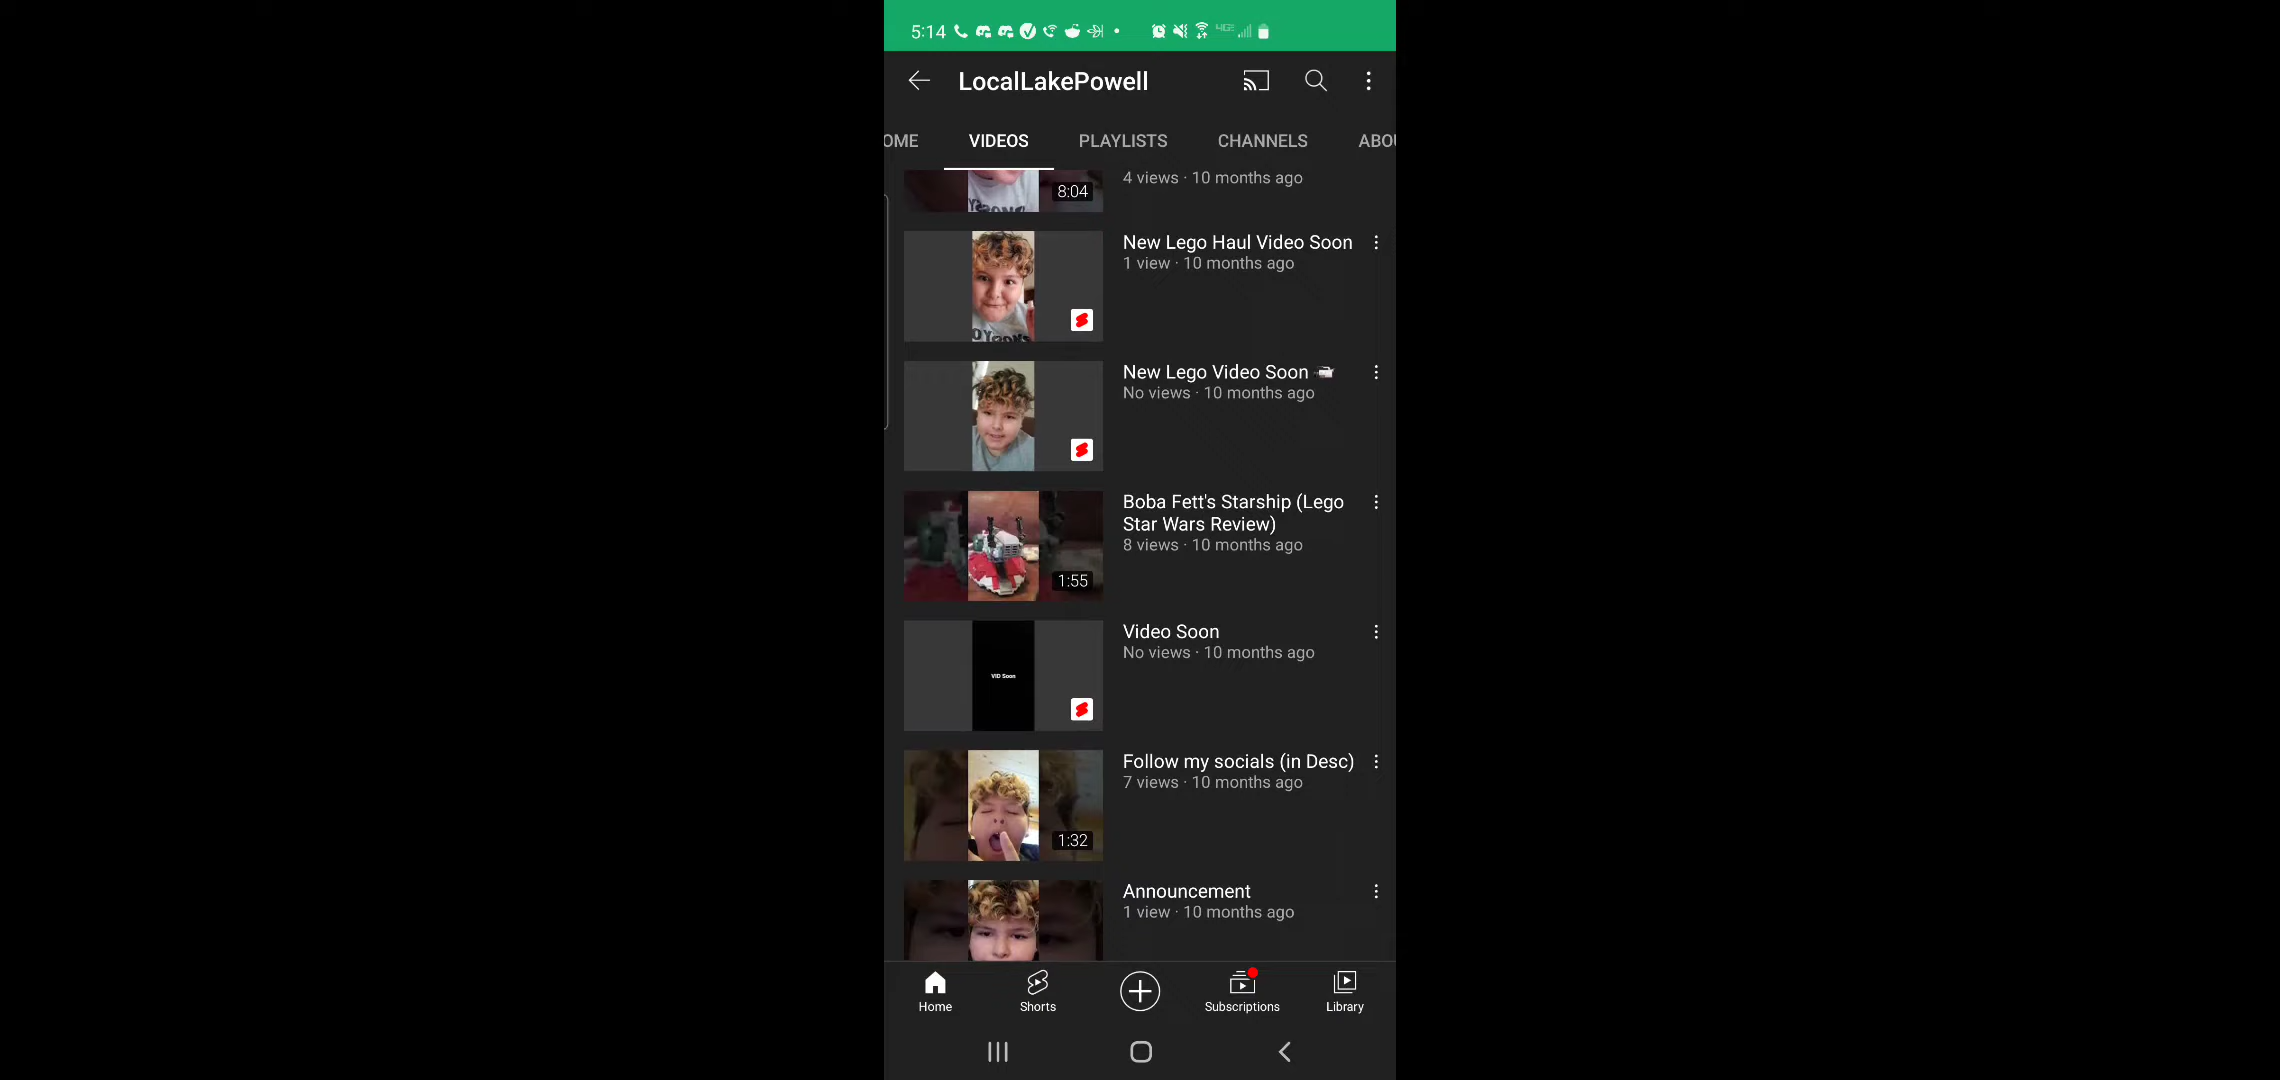 5:14
LocalLakePowell
OME VIDEOS PLAYLISTS CHANNELS ABOU
8:04
4 views · 10 months ago
New Lego Haul Video Soon
1 view · 10 months ago
New Lego Video Soon
No views · 10 months ago
Boba Fett's Starship (Lego
Star Wars Review)
8 views · 10 months ago
1:55
Video Soon
No views · 10 months ago
VID Soon
Follow my socials (in Desc)
7 views · 10 months ago
1:32
Announcement
1 view · 10 months ago
Home Shorts Subscriptions Library